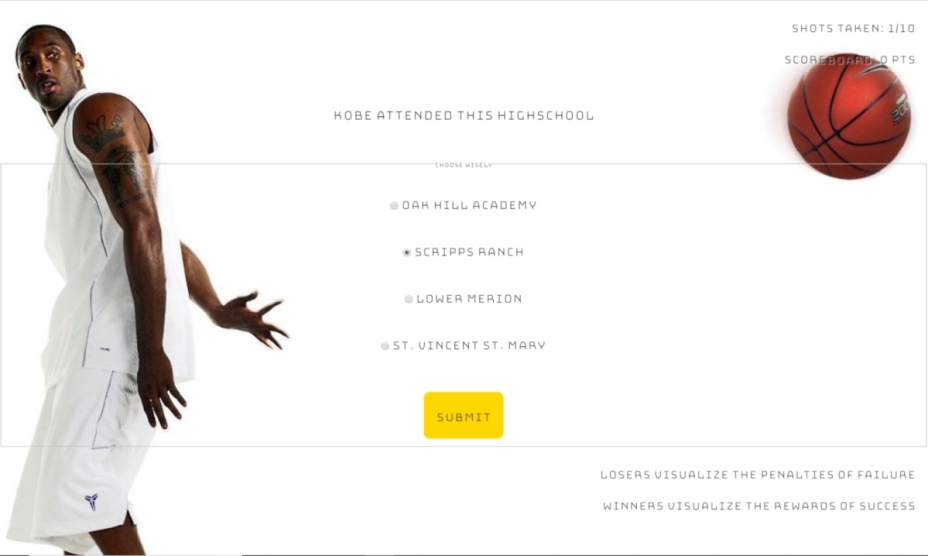 SHOTS TAKEN: 1/10
SCOREBOARD: 0 PTS
KOBE ATTENDED THIS HIGHSCHOOL
CHOOSE WISELY
OAK HILL ACADEMY
SCRIPPS RANCH
LOWER MERION
ST. VINCENT ST. MARY
SUBMIT
LOSERS VISUALIZE THE PENALTIES OF FAILURE
WINNERS VISUALIZE THE REWARDS OF SUCCESS